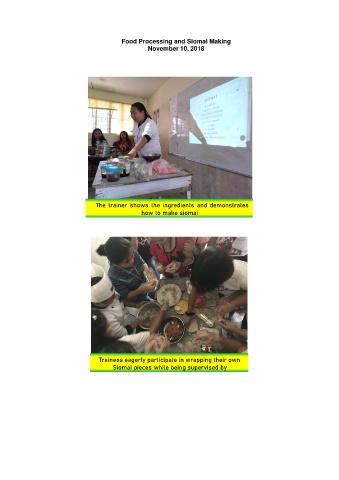 Food Processing and Siomai Making
November 10, 2018
SIOMAI
The trainer shows the ingredients and demonstrates
how to make siomai
Trainees eagerly participate in wrapping their own
Siomai pieces while being supervised by